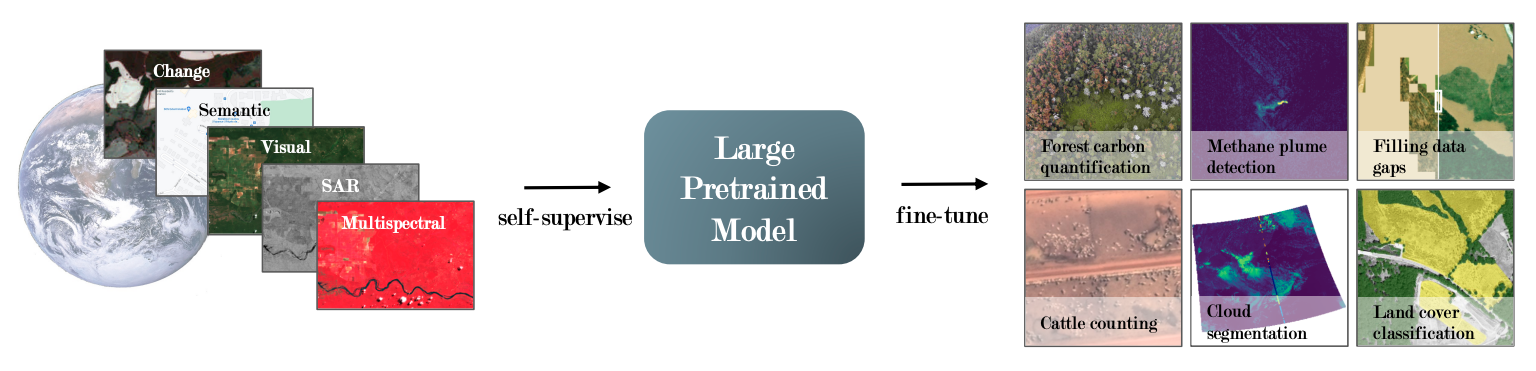 Change
Semantic
Visual
SAR
Multispectral
self-supervise
Large
Pretrained
Model
fine-tune
Forest carbon
quantification
Methane plume
detection
Filling data
gaps
Cattle counting
Cloud
segmentation
Land cover
classification